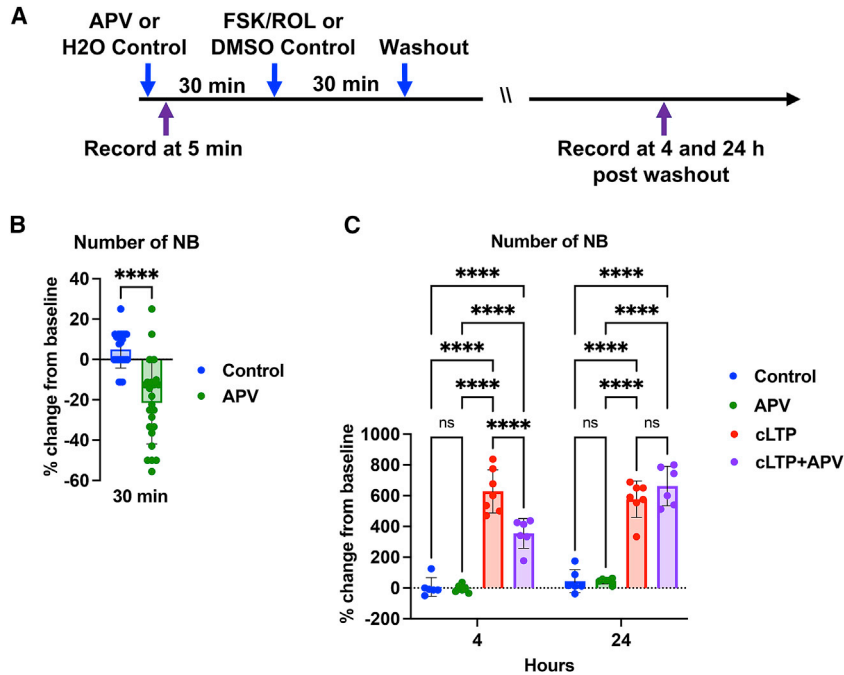 A
APV or
H2O Control
FSK/ROL or
DMSO Control
Washout
30 min
30 min
\\
Record at 5 min
Record at 4 and 24 h
post washout
B
Number of NB
% change from baseline
****
40
20
0
-20
-40
-60
30 min
Control
APV
C
Number of NB
% change from baseline
**** ****
**** ****
**** ****
**** ****
ns **** ns ns
1000
800
600
400
200
0
-200
4 24
Hours
Control
APV
cLTP
cLTP+APV